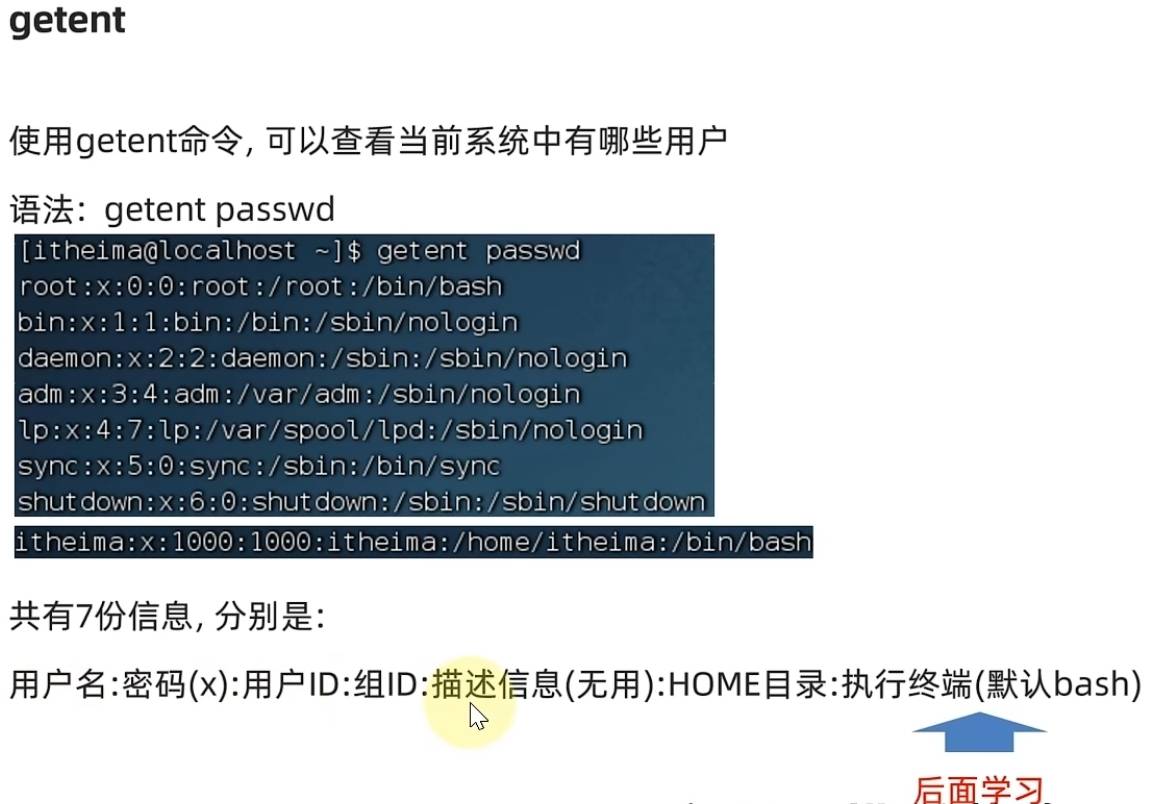 getent
使用getent命令, 可以查看当前系统中有哪些用户
语法：getent passwd
[itheima@localhost ~]$ getent passwd
root:x:0:0:root:/root:/bin/bash
bin:x:1:1:bin:/bin:/sbin/nologin
daemon:x:2:2:daemon:/sbin:/sbin/nologin
adm:x:3:4:adm:/var/adm:/sbin/nologin
lp:x:4:7:lp:/var/spool/lpd:/sbin/nologin
sync:x:5:0:sync:/sbin:/bin/sync
shutdown:x:6:0:shutdown:/sbin:/sbin/shutdown
itheima:x:1000:1000:itheima:/home/itheima:/bin/bash
共有7份信息, 分别是：
用户名:密码(x):用户ID:组ID:描述信息(无用):HOME目录:执行终端(默认bash)
后面学习